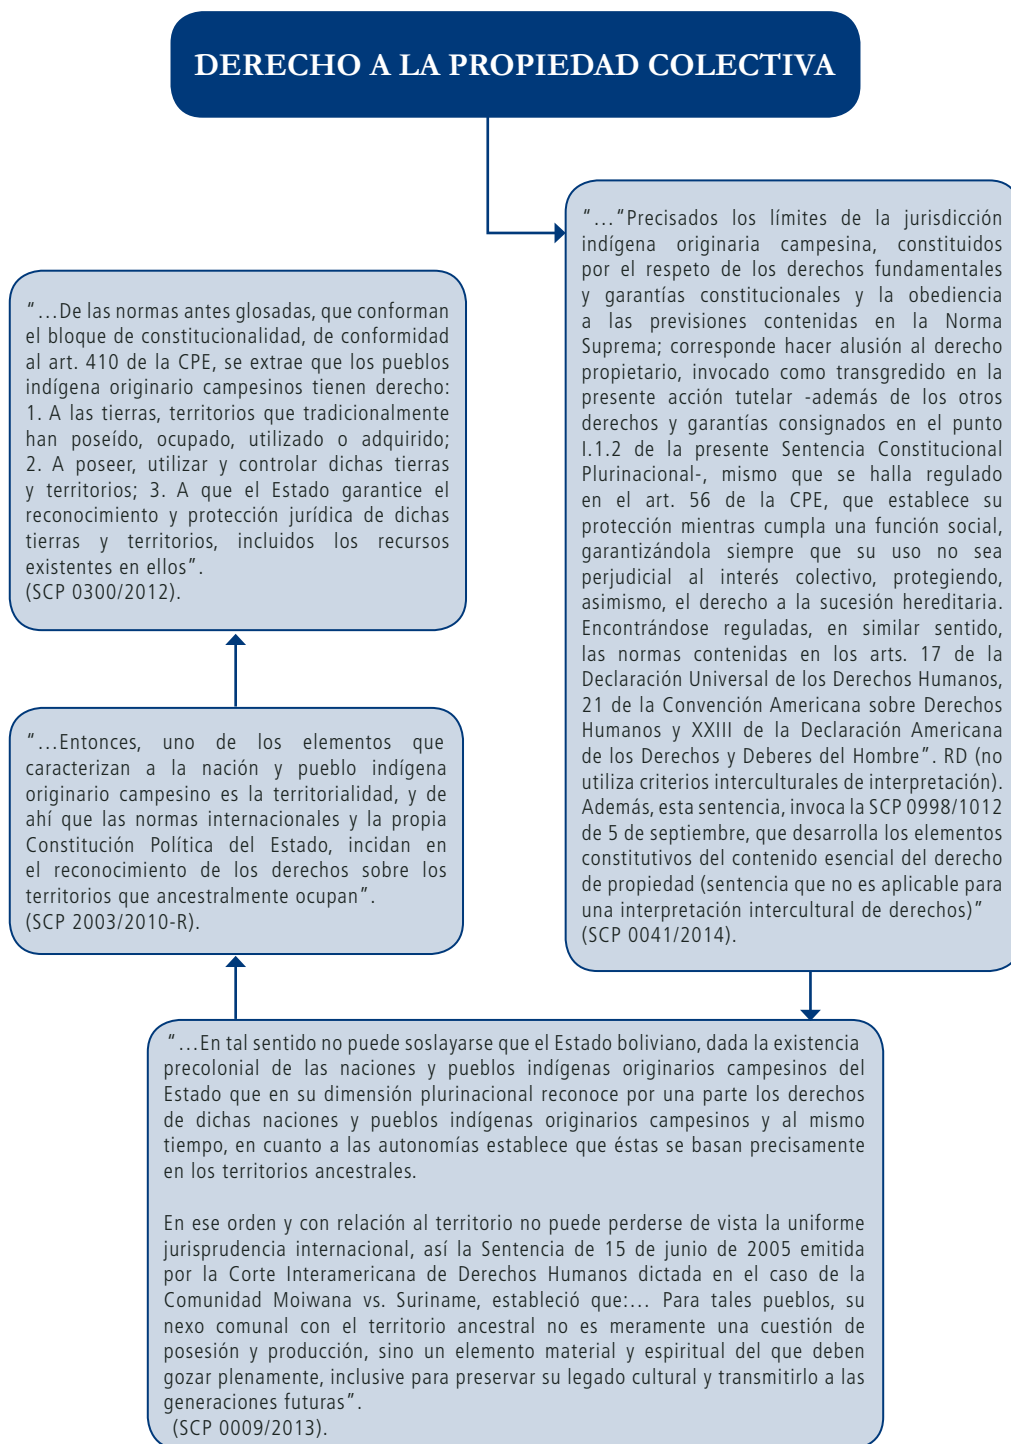 DERECHO A LA PROPIEDAD COLECTIVA
“…“Precisados los límites de la jurisdicción
indígena originaria campesina, constituidos
por el respeto de los derechos fundamentales
y garantías constitucionales y la obediencia
a las previsiones contenidas en la Norma
Suprema; corresponde hacer alusión al derecho
propietario, invocado como transgredido en la
presente acción tutelar -además de los otros
derechos y garantías consignados en el punto
I.1.2 de la presente Sentencia Constitucional
Plurinacional-, mismo que se halla regulado
en el art. 56 de la CPE, que establece su
protección mientras cumpla una función social,
garantizándola siempre que su uso no sea
perjudicial al interés colectivo, protegiendo,
asimismo, el derecho a la sucesión hereditaria.
Encontrándose reguladas, en similar sentido,
las normas contenidas en los arts. 17 de la
Declaración Universal de los Derechos Humanos,
21 de la Convención Americana sobre Derechos
Humanos y XXIII de la Declaración Americana
de los Derechos y Deberes del Hombre”. RD (no
utiliza criterios interculturales de interpretación).
Además, esta sentencia, invoca la SCP 0998/1012
de 5 de septiembre, que desarrolla los elementos
constitutivos del contenido esencial del derecho
de propiedad (sentencia que no es aplicable para
una interpretación intercultural de derechos)”
(SCP 0041/2014).
“…En tal sentido no puede soslayarse que el Estado boliviano, dada la existencia
precolonial de las naciones y pueblos indígenas originarios campesinos del
Estado que en su dimensión plurinacional reconoce por una parte los derechos
de dichas naciones y pueblos indígenas originarios campesinos y al mismo
tiempo, en cuanto a las autonomías establece que éstas se basan precisamente
en los territorios ancestrales.
En ese orden y con relación al territorio no puede perderse de vista la uniforme
jurisprudencia internacional, así la Sentencia de 15 de junio de 2005 emitida
por la Corte Interamericana de Derechos Humanos dictada en el caso de la
Comunidad Moiwana vs. Suriname, estableció que:… Para tales pueblos, su
nexo comunal con el territorio ancestral no es meramente una cuestión de
posesión y producción, sino un elemento material y espiritual del que deben
gozar plenamente, inclusive para preservar su legado cultural y transmitirlo a las
generaciones futuras”.
(SCP 0009/2013).
“…Entonces, uno de los elementos que
caracterizan a la nación y pueblo indígena
originario campesino es la territorialidad, y de
ahí que las normas internacionales y la propia
Constitución Política del Estado, incidan en
el reconocimiento de los derechos sobre los
territorios que ancestralmente ocupan”.
(SCP 2003/2010-R).
“…De las normas antes glosadas, que conforman
el bloque de constitucionalidad, de conformidad
al art. 410 de la CPE, se extrae que los pueblos
indígena originario campesinos tienen derecho:
1. A las tierras, territorios que tradicionalmente
han poseído, ocupado, utilizado o adquirido;
2. A poseer, utilizar y controlar dichas tierras
y territorios; 3. A que el Estado garantice el
reconocimiento y protección jurídica de dichas
tierras y territorios, incluidos los recursos
existentes en ellos”.
(SCP 0300/2012).